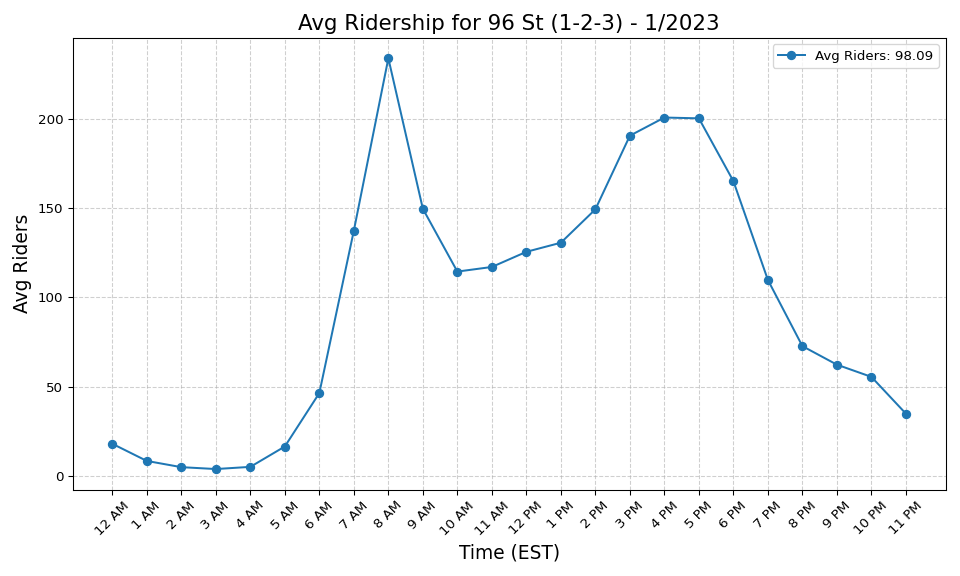 Avg Ridership for 96 St (1-2-3) - 1/2023
Avg Riders: 98.09
Avg Riders
200
150
100
50
0
12 AM
1 AM
2 AM
3 AM
4 AM
5 AM
6 AM
7 AM
8 AM
9 AM
10 AM
11 AM
12 PM
1 PM
2 PM
3 PM
4 PM
5 PM
6 PM
7 PM
8 PM
9 PM
10 PM
11 PM
Time (EST)